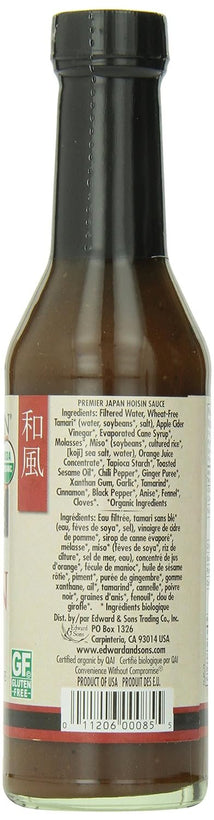 PREMIER JAPAN HOISIN SAUCE
Ingredients: Filtered Water, Wheat-Free
Tamari* (water, soybeans*, salt), Apple Cider
Vinegar*, Evaporated Cane Syrup*,
Molasses*, Miso* (soybeans*, cultured rice*,
[koji] sea salt, water), Orange Juice
Concentrate*, Tapioca Starch*, Toasted
Sesame Oil*, Chili Pepper*, Ginger Puree*,
Xanthan Gum, Garlic*, Tamarind*,
Cinnamon*, Black Pepper*, Anise*, Fennel*,
Cloves*. * Organic Ingredients
Ingrédients: Eau filtrée, tamari sans blé*
(eau, fèves de soya*, sel), vinaigre de cidre
de pomme*, sirop de canne évaporé*,
mélasse*, miso* (fèves de soya*, riz de
culture*, sel de mer, eau), concentré de jus
d'orange*, fécule de manioc*, huile de sésame
rôtie*, piment*, purée de gingembre*, gomme
xanthane, ail*, tamarind*, cannelle*, poivre
noir*, graines d'anis*, fenouil*, clou de
girofle*. * Ingrédients biologique
Dist. by/par Edward & Sons Trading Co., Inc.
PO BOX 1326
Carpinteria, CA 93014 USA
Edward
& Sons
www.edwardandsons.com
Certified organic by QAI Certifié biologique par QAI
Convenience Without Compromise®
PRODUCT OF USA PRODUIT DES É.U.
0 11206 00085 5
和
風
N®
GF
GLUTEN
-FREE-